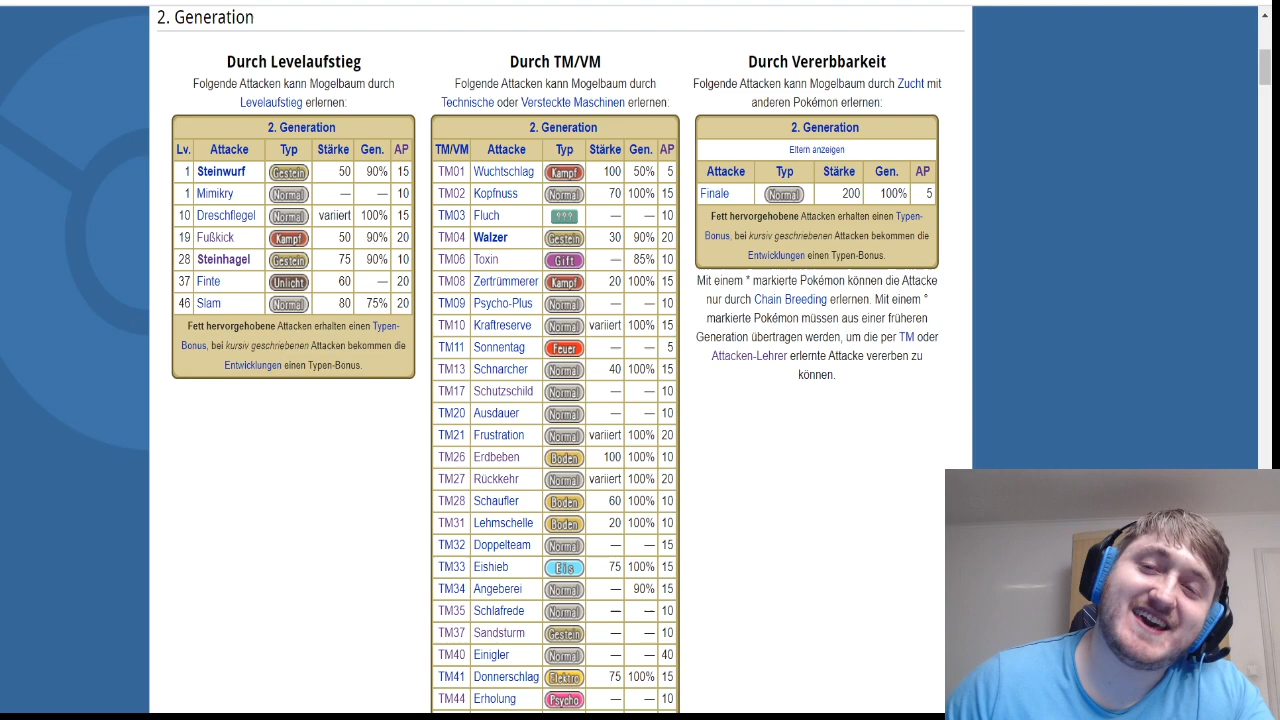 2. Generation
Durch Levelaufstieg
Folgende Attacken kann Mogelbaum durch
Levelaufstieg erlernen:
2. Generation
Lv. Attacke Typ Stärke Gen. AP
1 Steinwurf Gestein 50 90% 15
1 Mimikry Normal — — 10
10 Dreschflegel Normal variiert 100% 15
19 Fußkick Kampf 50 90% 20
28 Steinhagel Gestein 75 90% 10
37 Finte Unlicht 60 — 20
46 Slam Normal 80 75% 20
Fett hervorgehobene Attacken erhalten einen Typen-
Bonus, bei kursiv geschriebenen Attacken bekommen die
Entwicklungen einen Typen-Bonus.
Durch TM/VM
Folgende Attacken kann Mogelbaum durch
Technische oder Versteckte Maschinen erlernen:
2. Generation
TM/VM Attacke Typ Stärke Gen. AP
TM01 Wuchtschlag Kampf 100 50% 5
TM02 Kopfnuss Normal 70 100% 15
TM03 Fluch ??? — — 10
TM04 Walzer Gestein 30 90% 20
TM06 Toxin Gift — 85% 10
TM08 Zertrümmerer Kampf 20 100% 15
TM09 Psycho-Plus Normal — — 10
TM10 Kraftreserve Normal variiert 100% 15
TM11 Sonnentag Feuer — — 5
TM13 Schnarcher Normal 40 100% 15
TM17 Schutzschild Normal — — 10
TM20 Ausdauer Normal — — 10
TM21 Frustration Normal variiert 100% 20
TM26 Erdbeben Boden 100 100% 10
TM27 Rückkehr Normal variiert 100% 20
TM28 Schaufler Boden 60 100% 10
TM31 Lehmschelle Boden 20 100% 10
TM32 Doppelteam Normal — — 15
TM33 Eishieb Eis 75 100% 15
TM34 Angeberei Normal — 90% 15
TM35 Schlafrede Normal — — 10
TM37 Sandsturm Gestein — — 10
TM40 Einigler Normal — — 40
TM41 Donnerschlag Elektro 75 100% 15
TM44 Erholung Psycho — — 10
Durch Vererbbarkeit
Folgende Attacken kann Mogelbaum durch Zucht mit
anderen Pokémon erlernen:
2. Generation
Eltern anzeigen
Attacke Typ Stärke Gen. AP
Finale Normal 200 100% 5
Fett hervorgehobene Attacken erhalten einen Typen-
Bonus, bei kursiv geschriebenen Attacken bekommen die
Entwicklungen einen Typen-Bonus.
Mit einem * markierte Pokémon können die Attacke
nur durch Chain Breeding erlernen. Mit einem °
markierte Pokémon müssen aus einer früheren
Generation übertragen werden, um die per TM oder
Attacken-Lehrer erlernte Attacke vererben zu
können.